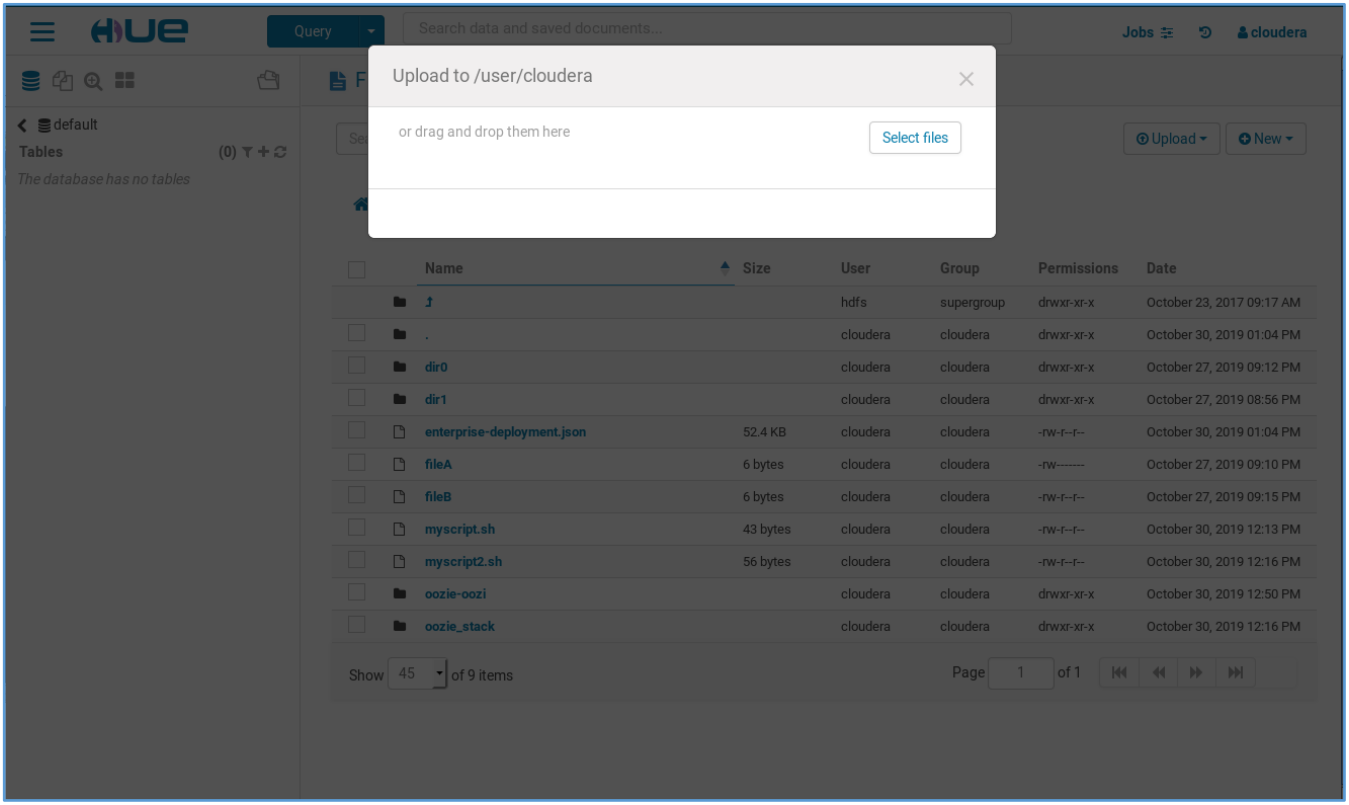 HUE
Query
Search data and saved documents...
Jobs
cloudera
Upload to /user/cloudera
×
or drag and drop them here
Select files
F
default
Tables (0)
The database has no tables
Sea
Upload
New
Name Size User Group Permissions Date
hdfs supergroup drwxr-xr-x October 23, 2017 09:17 AM
. cloudera cloudera drwxr-xr-x October 30, 2019 01:04 PM
dir0 cloudera cloudera drwxr-xr-x October 27, 2019 09:12 PM
dir1 cloudera cloudera drwxr-xr-x October 27, 2019 08:56 PM
enterprise-deployment.json 52.4 KB cloudera cloudera -rw-r--r-- October 30, 2019 01:04 PM
fileA 6 bytes cloudera cloudera -rw------- October 27, 2019 09:10 PM
fileB 6 bytes cloudera cloudera -rw-r--r-- October 27, 2019 09:15 PM
myscript.sh 43 bytes cloudera cloudera -rw-r--r-- October 30, 2019 12:13 PM
myscript2.sh 56 bytes cloudera cloudera -rw-r--r-- October 30, 2019 12:16 PM
oozie-oozi cloudera cloudera drwxr-xr-x October 30, 2019 12:50 PM
oozie_stack cloudera cloudera drwxr-xr-x October 30, 2019 12:16 PM
Show 45 of 9 items
Page 1 of 1